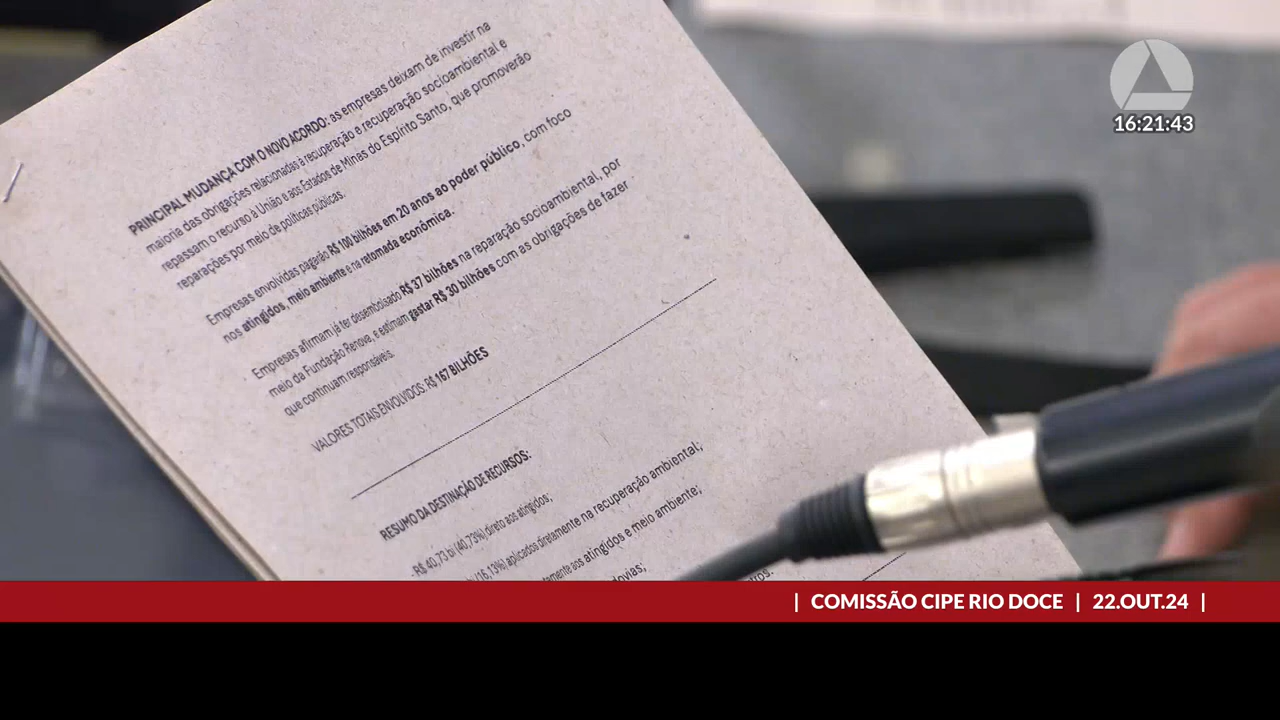 PRINCIPAL MUDANÇA COM O NOVO ACORDO: as empresas deixam de investir na
maioria das obrigações relacionadas à recuperação e recuperação socioambiental e
repassam o recurso à União e aos Estados de Minas do Espírito Santo, que promoverão
reparações por meio de políticas públicas.
Empresas envolvidas pagarão R$ 100 bilhões em 20 anos ao poder público, com foco
nos atingidos, meio ambiente e na retomada econômica.
Empresas afirmam já ter desembolsado R$ 37 bilhões na reparação socioambiental, por
meio da Fundação Renova, e estimam gastar R$ 30 bilhões com as obrigações de fazer
que continuam responsáveis.
VALORES TOTAIS ENVOLVIDOS: R$ 167 BILHÕES
RESUMO DA DESTINAÇÃO DE RECURSOS:
- R$ 40,73 bi (40,73%) direto aos atingidos;
(16,13%) aplicados diretamente na recuperação ambiental;
aos atingidos e meio ambiente;
16:21:43
| COMISSÃO CIPE RIO DOCE | 22.OUT.24 |